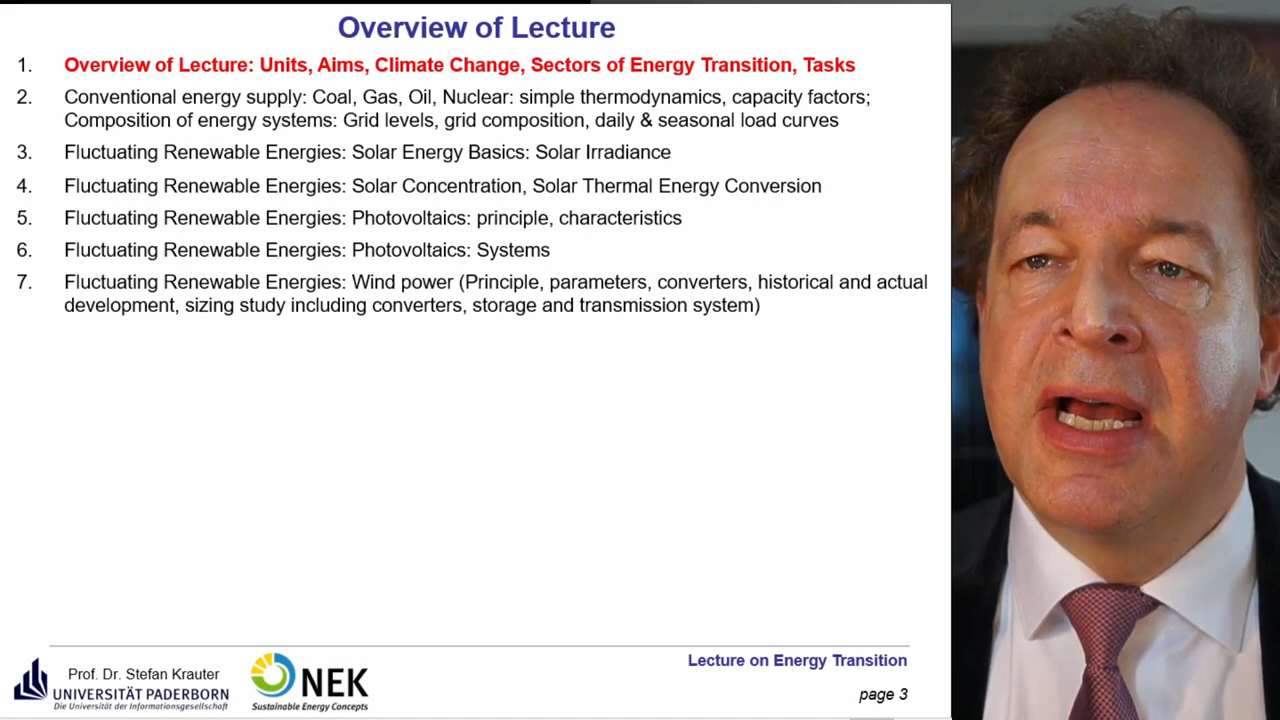 Overview of Lecture
1. Overview of Lecture: Units, Aims, Climate Change, Sectors of Energy Transition, Tasks
2. Conventional energy supply: Coal, Gas, Oil, Nuclear: simple thermodynamics, capacity factors;
Composition of energy systems: Grid levels, grid composition, daily & seasonal load curves
3. Fluctuating Renewable Energies: Solar Energy Basics: Solar Irradiance
4. Fluctuating Renewable Energies: Solar Concentration, Solar Thermal Energy Conversion
5. Fluctuating Renewable Energies: Photovoltaics: principle, characteristics
6. Fluctuating Renewable Energies: Photovoltaics: Systems
7. Fluctuating Renewable Energies: Wind power (Principle, parameters, converters, historical and actual
development, sizing study including converters, storage and transmission system)
Prof. Dr. Stefan Krauter
UNIVERSITÄT PADERBORN
Die Universität der Informationsgesellschaft
NEK
Sustainable Energy Concepts
Lecture on Energy Transition
page 3